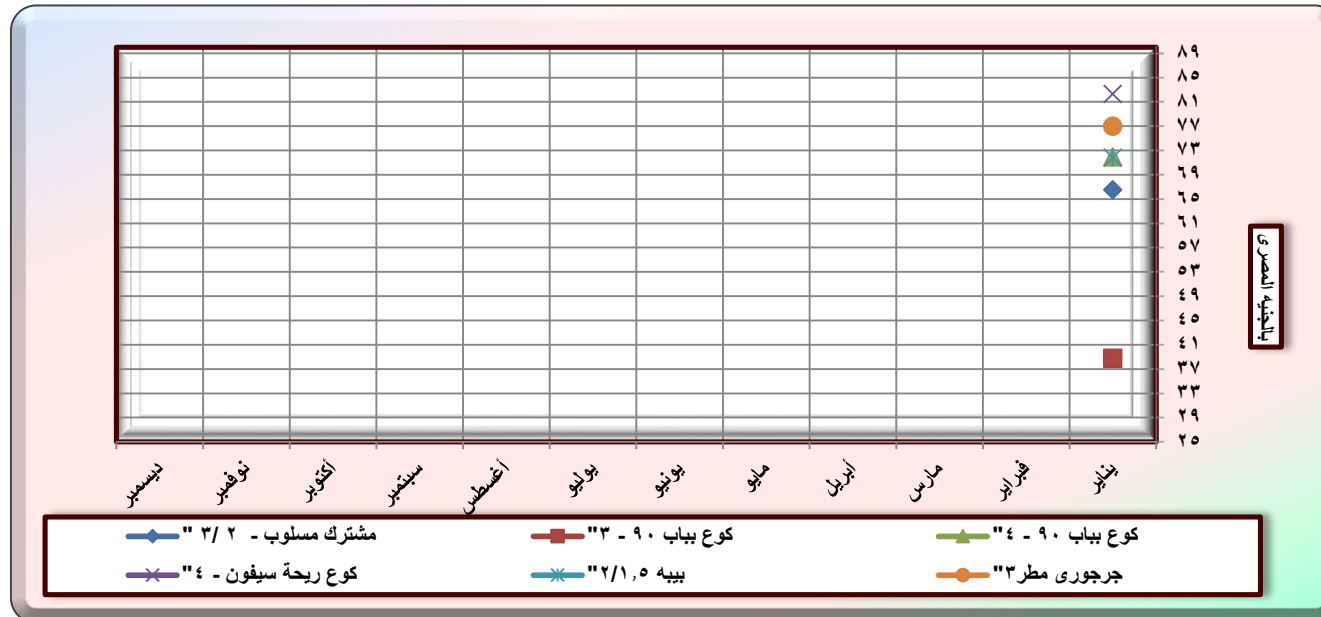 ٨٩
٨٥
٨١
٧٧
٧٣
٦٩
٦٥
٦١
٥٧
٥٣
٤٩
٤٥
٤١
٣٧
٣٣
٢٩
٢٥
بالجنيه المصرى
يناير
فبراير
مارس
أبريل
مايو
يونيو
يوليو
أغسطس
سبتمبر
أكتوبر
نوفمبر
ديسمبر
كوع بباب ٩٠ - ٤"
كوع بباب ٩٠ - ٣"
مشترك مسلوب - ٢ /٣ "
جرجورى مطر٣"
بيبه ٢/١,٥"
كوع ريحة سيفون - ٤"